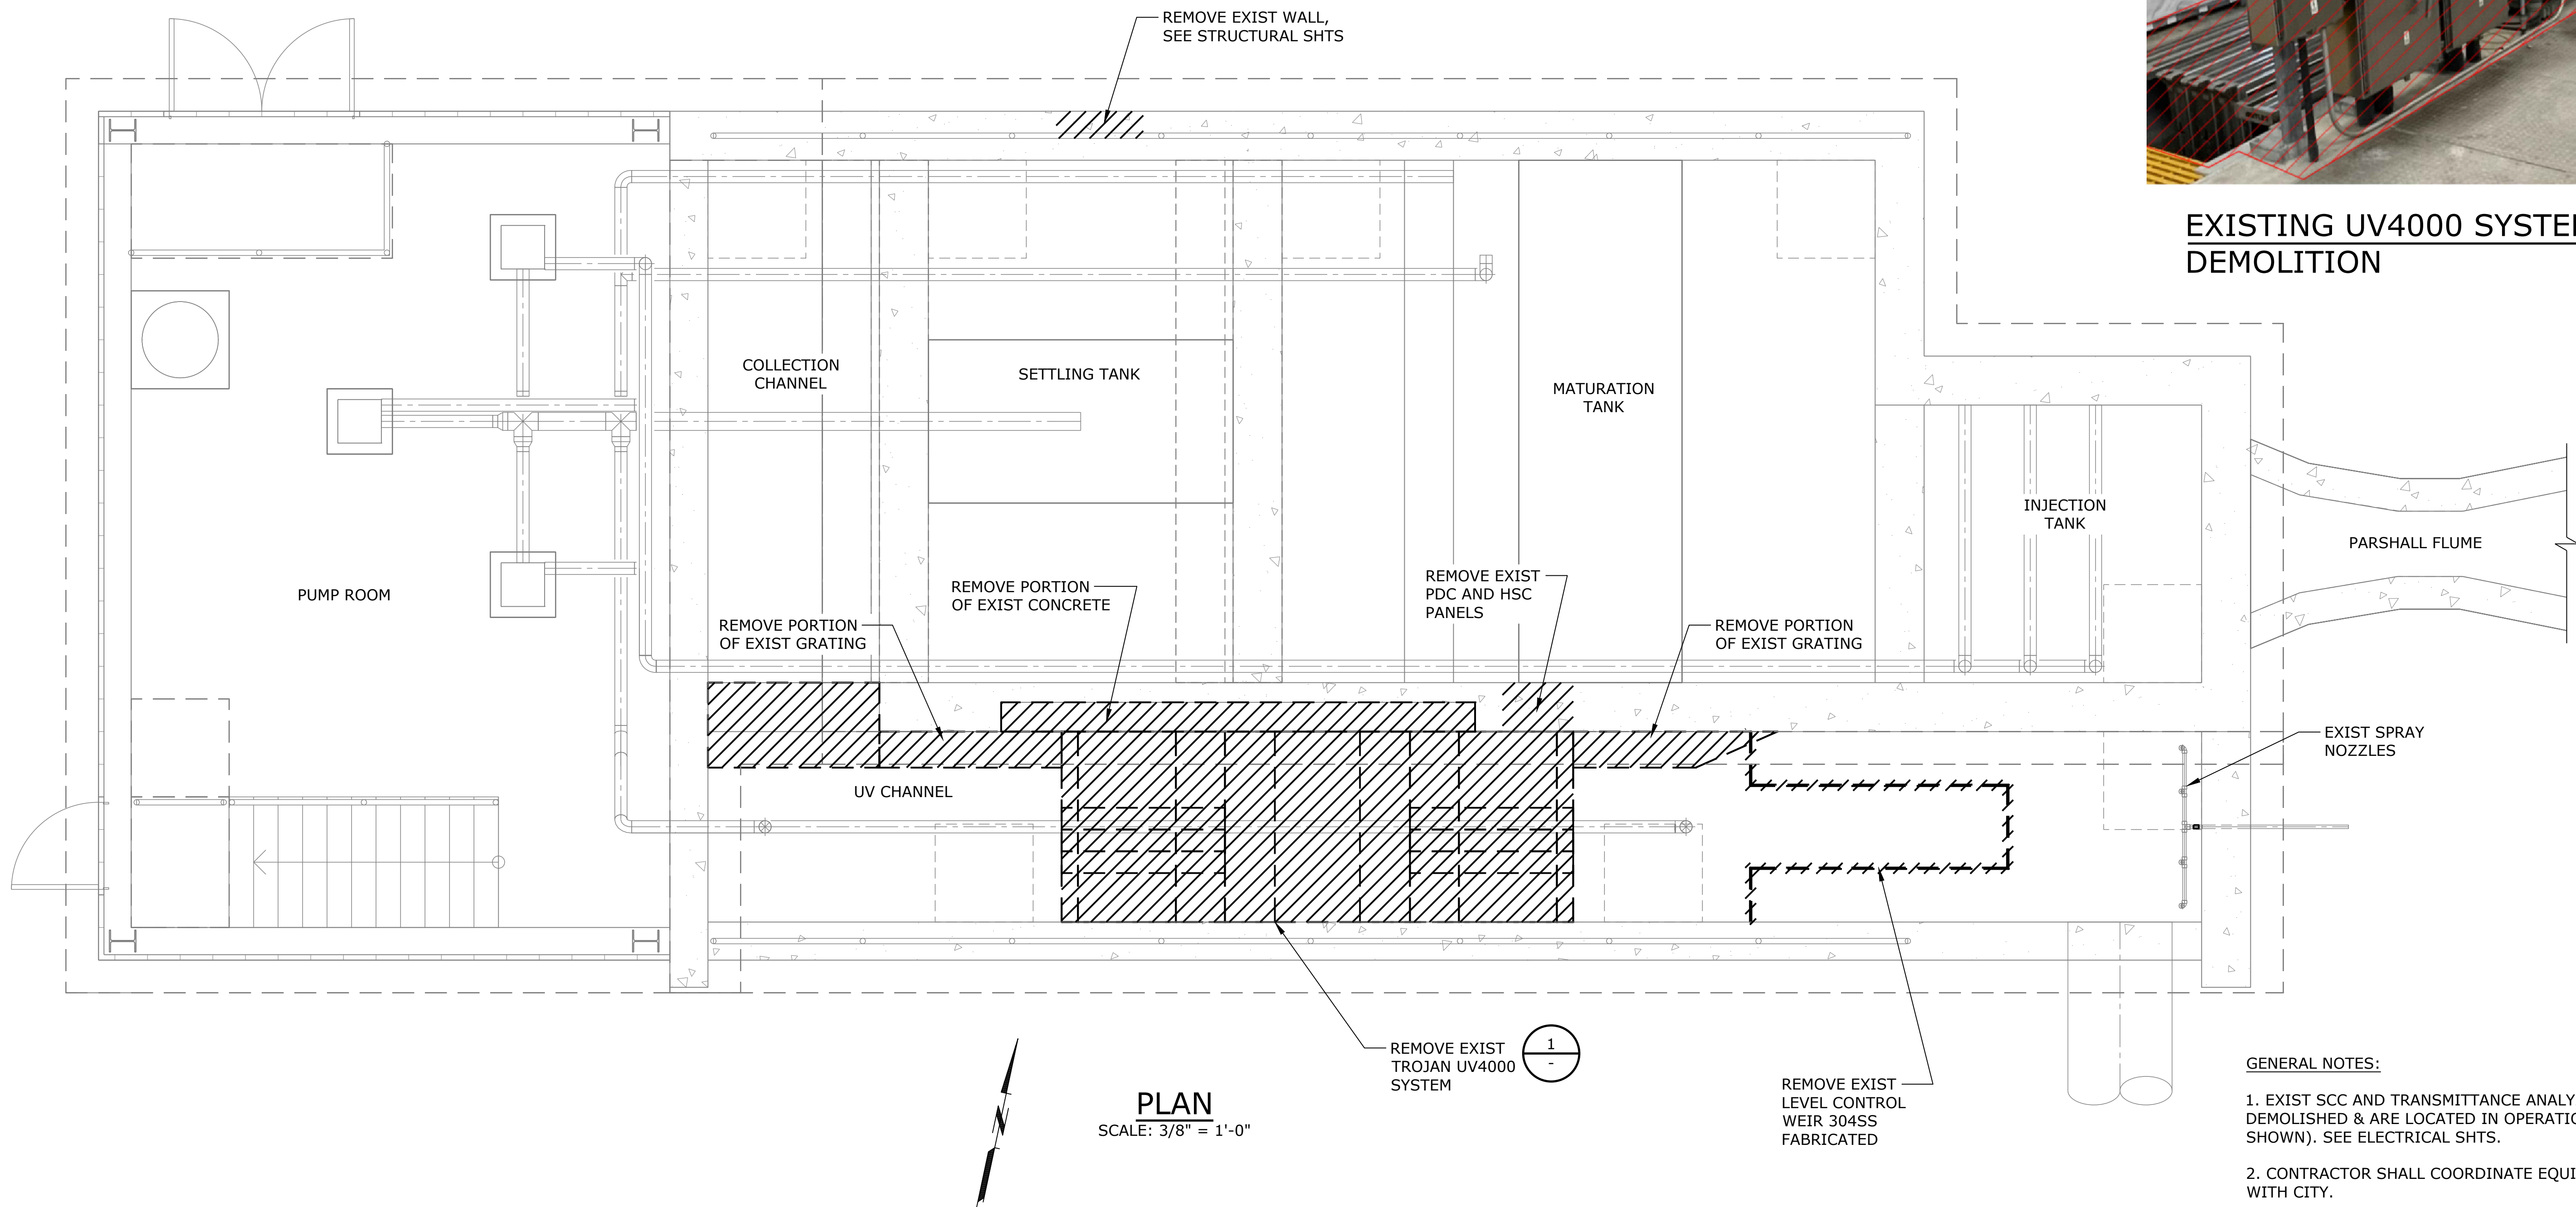 REMOVE EXIST WALL,
SEE STRUCTURAL SHTS
EXISTING UV4000 SYSTEM
DEMOLITION
COLLECTION
CHANNEL
SETTLING TANK
MATURATION
TANK
INJECTION
TANK
PARSHALL FLUME
PUMP ROOM
REMOVE PORTION
OF EXIST CONCRETE
REMOVE EXIST
PDC AND HSC
PANELS
REMOVE PORTION
OF EXIST GRATING
REMOVE PORTION
OF EXIST GRATING
EXIST SPRAY
NOZZLES
UV CHANNEL
REMOVE EXIST
TROJAN UV4000
SYSTEM
1
-
REMOVE EXIST
LEVEL CONTROL
WEIR 304SS
FABRICATED
N
PLAN
SCALE: 3/8" = 1'-0"
GENERAL NOTES:
1. EXIST SCC AND TRANSMITTANCE ANALY
DEMOLISHED & ARE LOCATED IN OPERATIO
SHOWN). SEE ELECTRICAL SHTS.
2. CONTRACTOR SHALL COORDINATE EQUI
WITH CITY.